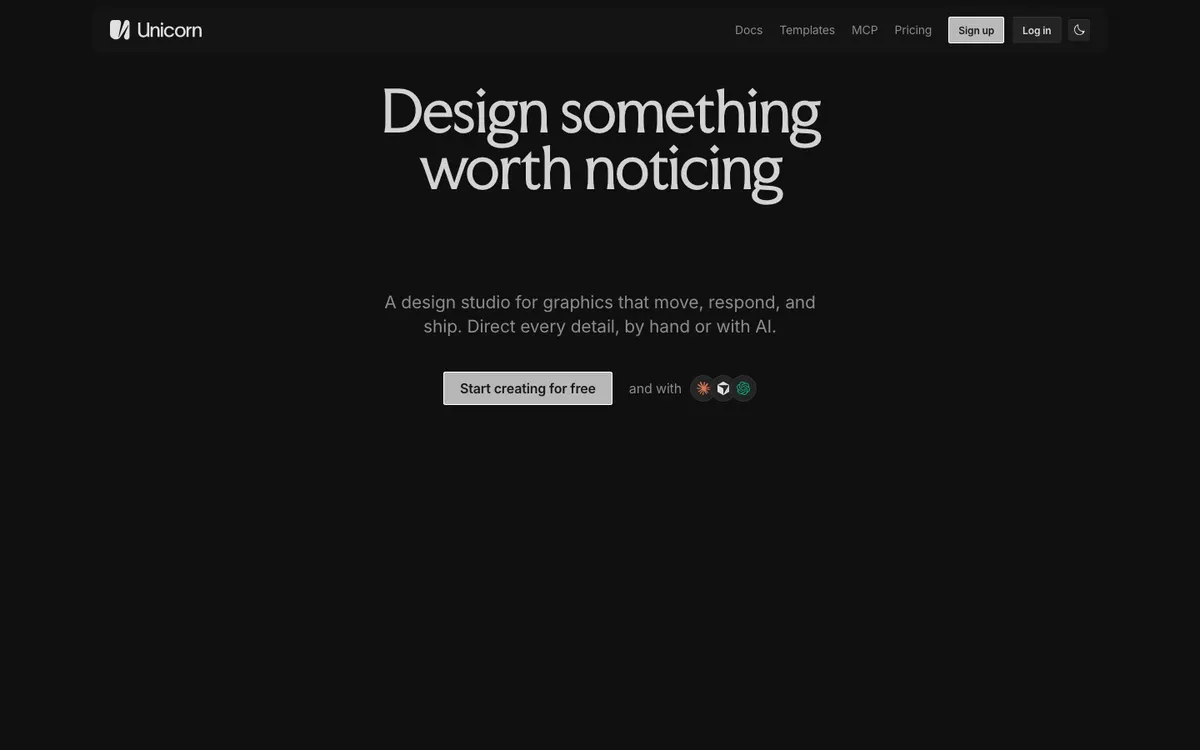 Unicorn
Docs
Templates
MCP
Pricing
Sign up
Log in
Design something
worth noticing
A design studio for graphics that move, respond, and
ship. Direct every detail, by hand or with AI.
Start creating for free
and with